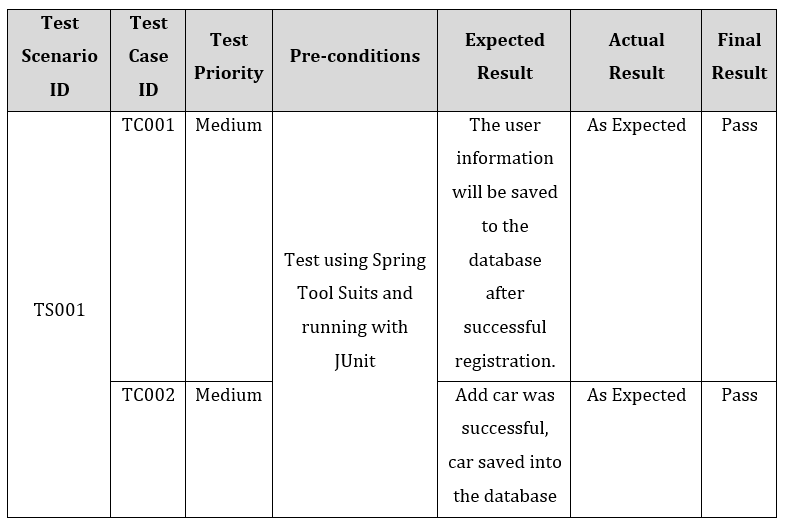 Test
Scenario
ID
Test
Case
ID
Test
Priority
Pre-conditions
Expected
Result
Actual
Result
Final
Result
TS001
TC001
Medium
Test using Spring
Tool Suits and
running with
JUnit
The user
information
will be saved
to the
database
after
successful
registration.
As Expected
Pass
TC002
Medium
Add car was
successful,
car saved into
the database
As Expected
Pass